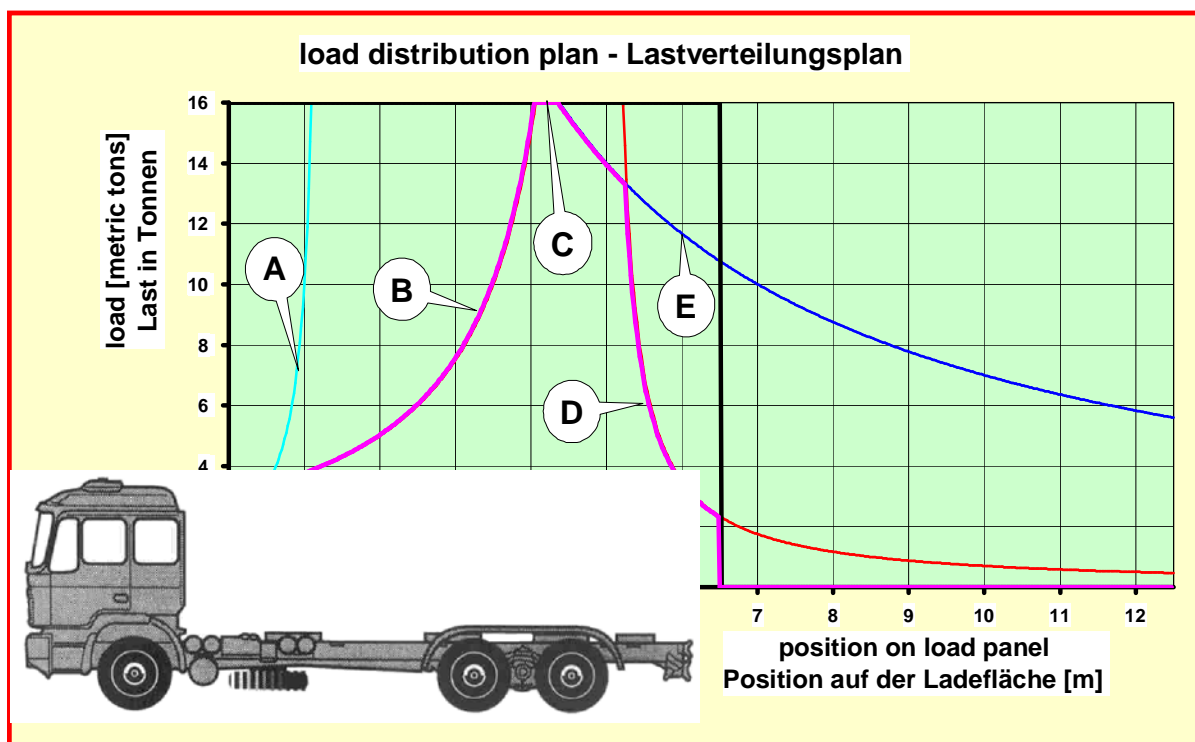 load distribution plan - Lastverteilungsplan
load [metric tons]
Last in Tonnen
16
14
12
10
8
6
4
A
B
C
D
E
7 8 9 10 11 12
position on load panel
Position auf der Ladefläche [m]